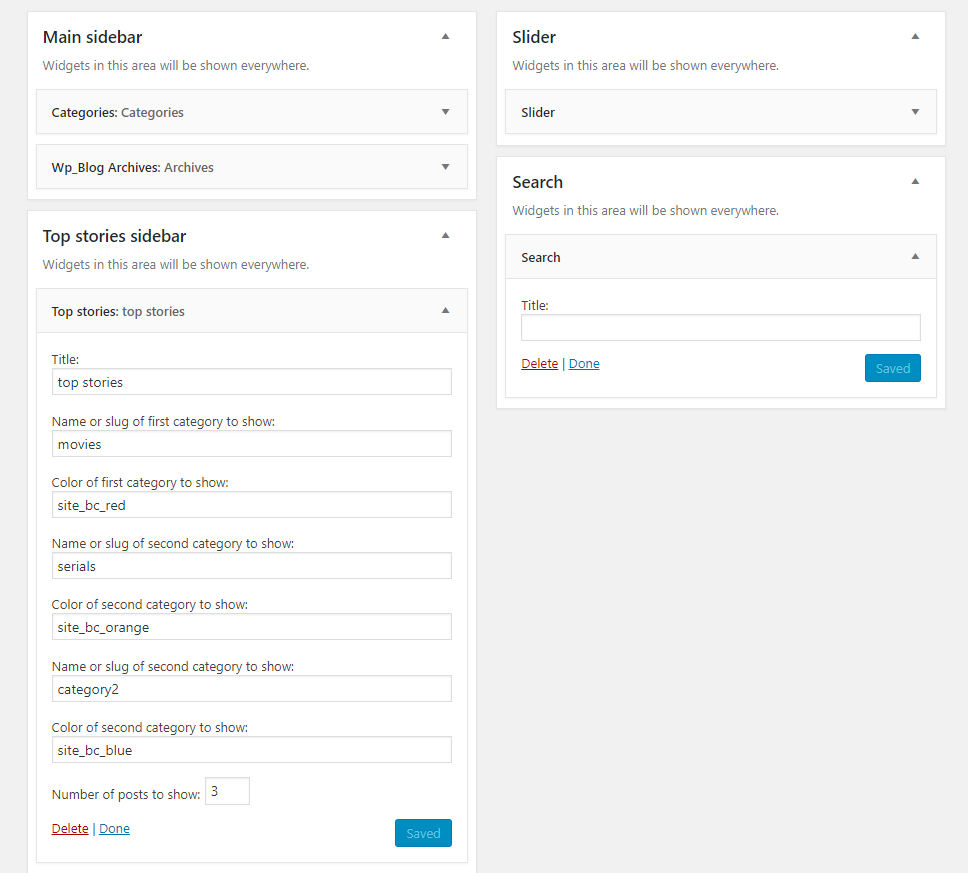 Main sidebar
Widgets in this area will be shown everywhere.
Categories: Categories
Wp_Blog Archives: Archives
Top stories sidebar
Widgets in this area will be shown everywhere.
Top stories: top stories
Title:
top stories
Name or slug of first category to show:
movies
Color of first category to show:
site_bc_red
Name or slug of second category to show:
serials
Color of second category to show:
site_bc_orange
Name or slug of second category to show:
category2
Color of second category to show:
site_bc_blue
Number of posts to show: 3
Delete | Done Saved
Slider
Widgets in this area will be shown everywhere.
Slider
Search
Widgets in this area will be shown everywhere.
Search
Title:
Delete | Done Saved